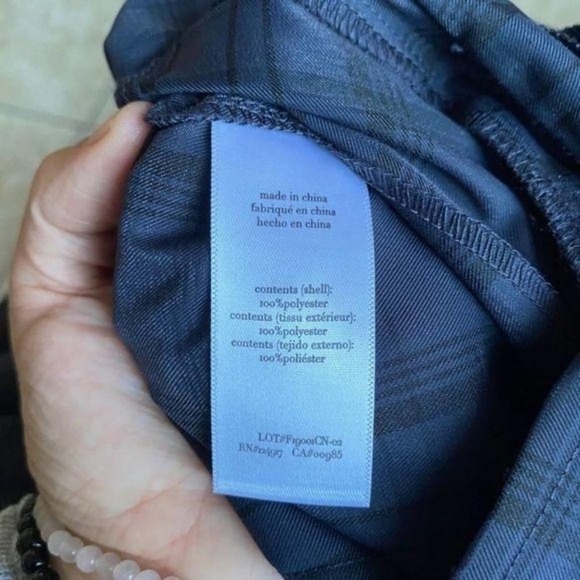 made in china
fabriqué en china
hecho en china
contents (shell):
100%polyester
contents (tissu extérieur):
100%polyester
contents (tejido externo):
100%poliéster
LOT#F19001CN-02
CA#00985